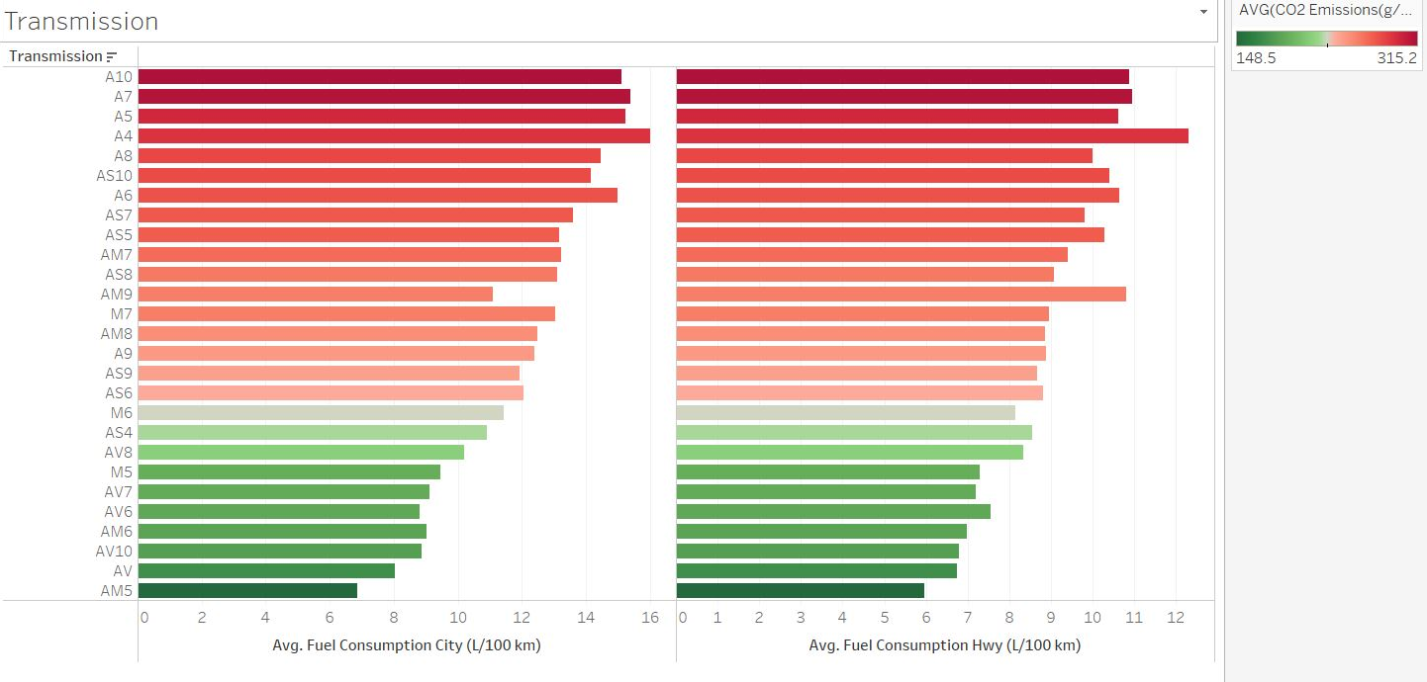 Transmission
AVG(CO2 Emissions(g/...
148.5 315.2
Transmission
A10
A7
A5
A4
A8
AS10
A6
AS7
AS5
AM7
AS8
AM9
M7
AM8
A9
AS9
AS6
M6
AS4
AV8
M5
AV7
AV6
AM6
AV10
AV
AM5
0 2 4 6 8 10 12 14 16
0 1 2 3 4 5 6 7 8 9 10 11 12
Avg. Fuel Consumption City (L/100 km)
Avg. Fuel Consumption Hwy (L/100 km)